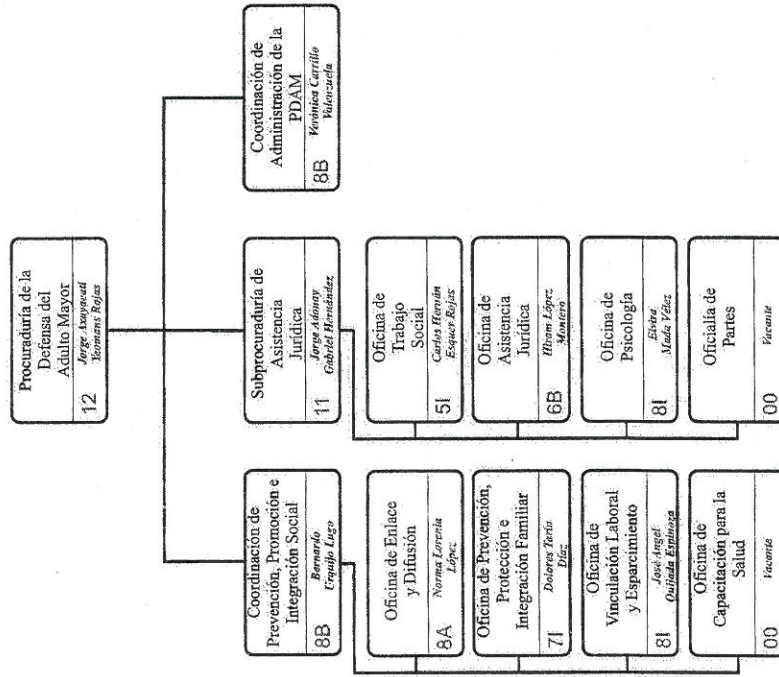 Procuraduría de la
Defensa del
Adulto Mayor
12
Jorge Axayacatl
Yeomans Rojas
Coordinación de
Prevención, Promoción e
Integración Social
8B
Bernardo
Urquijo Lugo
Subprocuraduría de
Asistencia
Jurídica
11
Jorge Adonay
Gabriel Hernández
Coordinación de
Administración de la
PDAM
8B
Verónica Carrillo
Valenzuela
Oficina de Enlace
y Difusión
8A
Norma Lorenia
López
Oficina de Prevención,
Protección e
Integración Familiar
7I
Dolores Tarín
Díaz
Oficina de
Vinculación Laboral
y Esparcimiento
8I
José Angel
Quijada Espinoza
Oficina de
Capacitación para la
Salud
00
Vacante
Oficina de
Trabajo
Social
5I
Carlos Hernán
Esquer Rojas
Oficina de
Asistencia
Jurídica
6B
Hiram López
Montero
Oficina de
Psicología
8I
Elvira
Mada Vélez
Oficialía de
Partes
00
Vacante